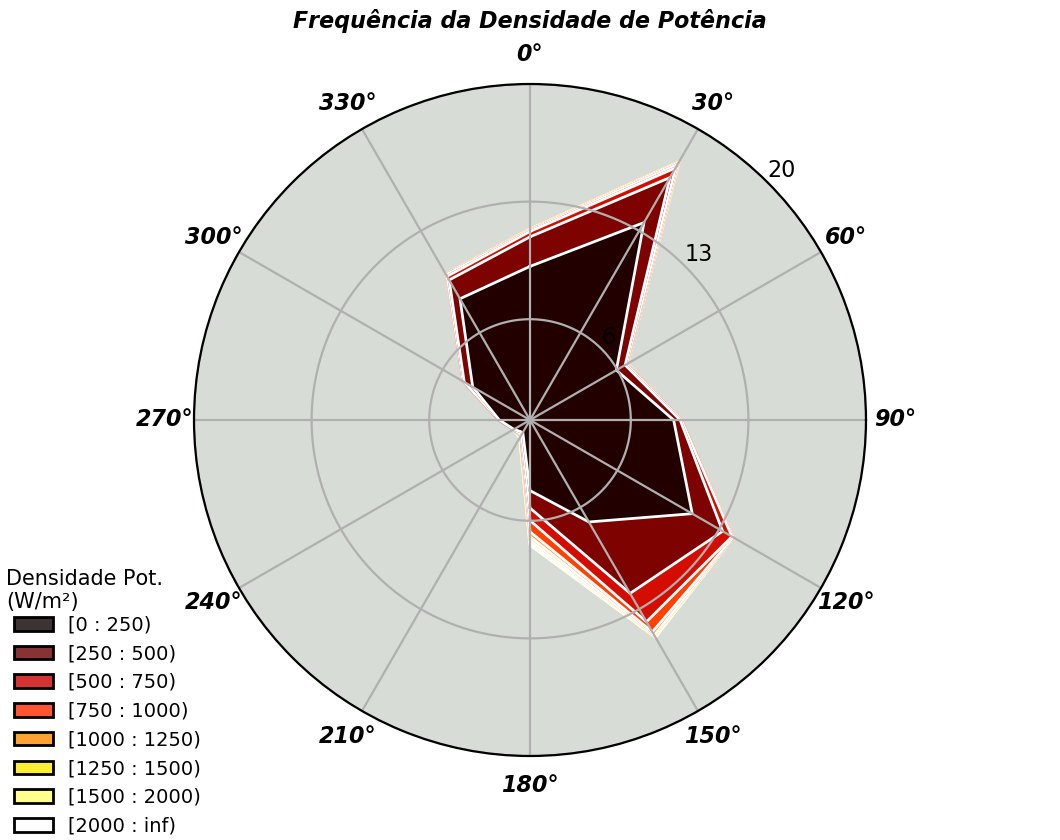 Frequência da Densidade de Potência
0°
30°
60°
90°
120°
150°
180°
210°
240°
270°
300°
330°
6
13
20
Densidade Pot.
(W/m²)
[0 : 250)
[250 : 500)
[500 : 750)
[750 : 1000)
[1000 : 1250)
[1250 : 1500)
[1500 : 2000)
[2000 : inf)